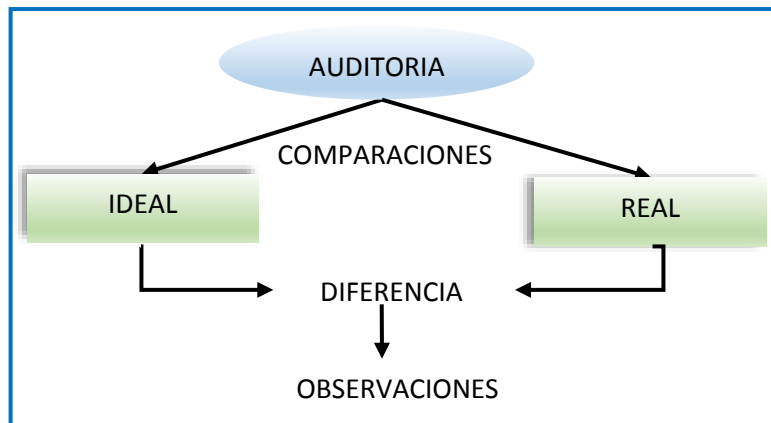 AUDITORIA
COMPARACIONES
IDEAL
REAL
DIFERENCIA
OBSERVACIONES